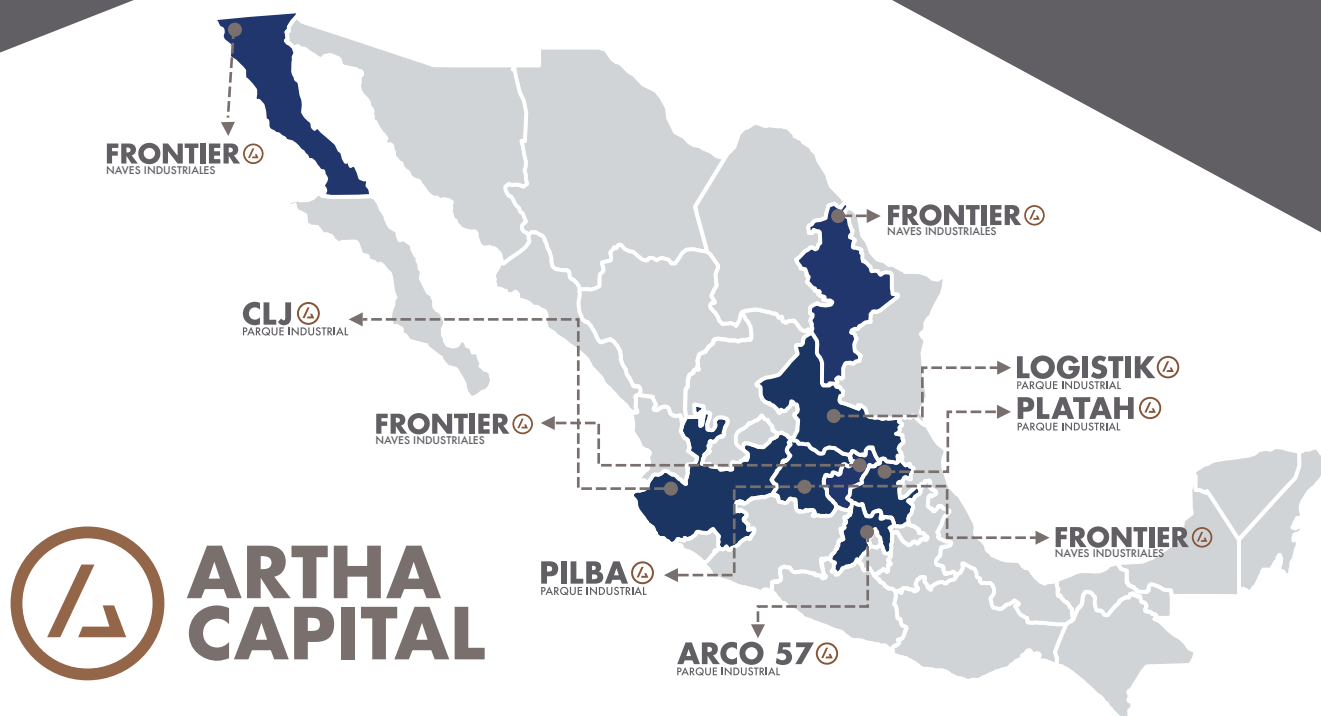 FRONTIER
NAVES INDUSTRIALES
FRONTIER
NAVES INDUSTRIALES
CLJ
PARQUE INDUSTRIAL
LOGISTIK
PARQUE INDUSTRIAL
PLATAH
PARQUE INDUSTRIAL
FRONTIER
NAVES INDUSTRIALES
FRONTIER
NAVES INDUSTRIALES
PILBA
PARQUE INDUSTRIAL
ARCO 57
PARQUE INDUSTRIAL
ARTHA
CAPITAL